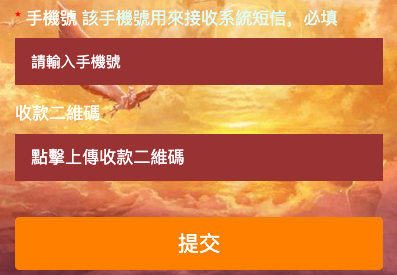 * 手機號 該手機號用來接收系統短信，必填
請輸入手機號
收款二維碼
點擊上傳收款二維碼
提交